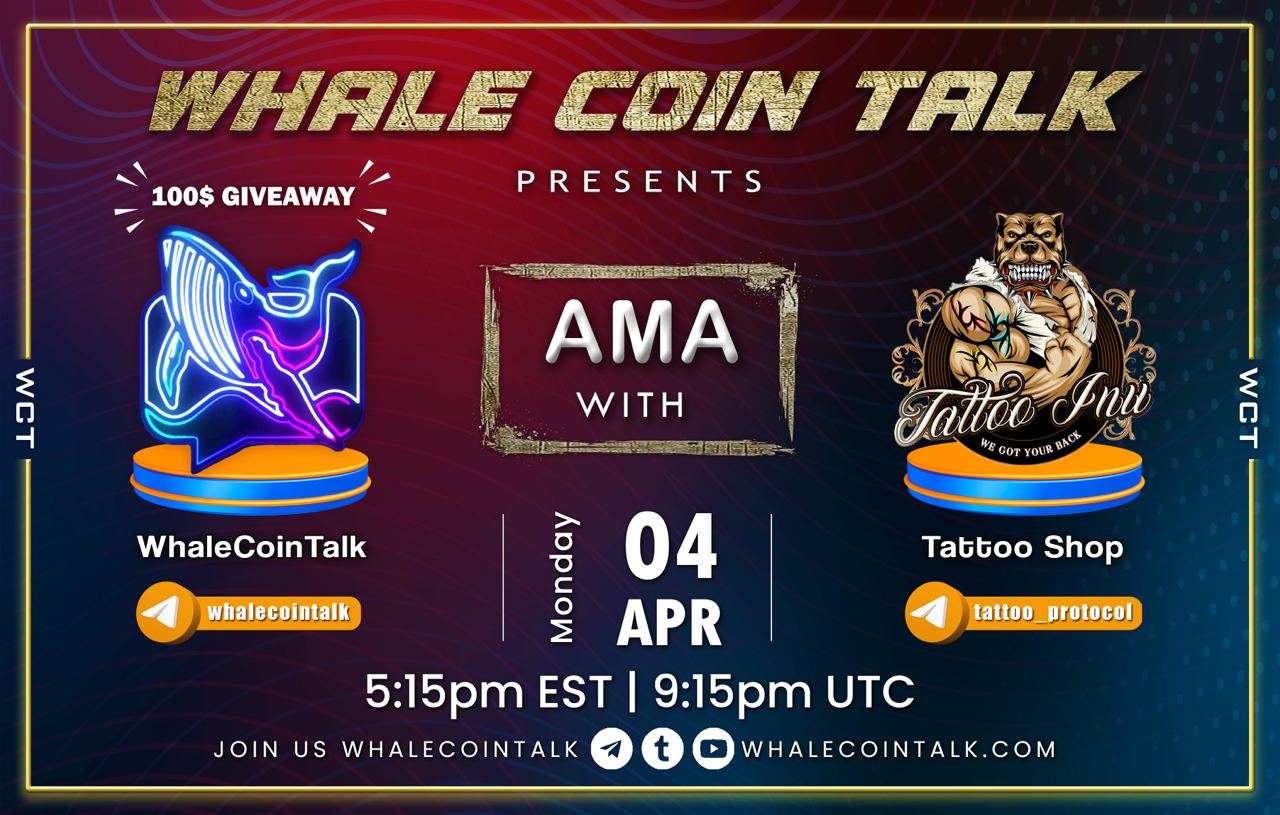 WHALE COIN TALK
PRESENTS
100$ GIVEAWAY
AMA
WITH
Tattoo Inu
WE GOT YOUR BACK
WCT
WCT
WhaleCoinTalk
whalecointalk
Monday
04
APR
Tattoo Shop
tattoo_protocol
5:15pm EST | 9:15pm UTC
JOIN US WHALECOINTALK WHALECOINTALK.COM